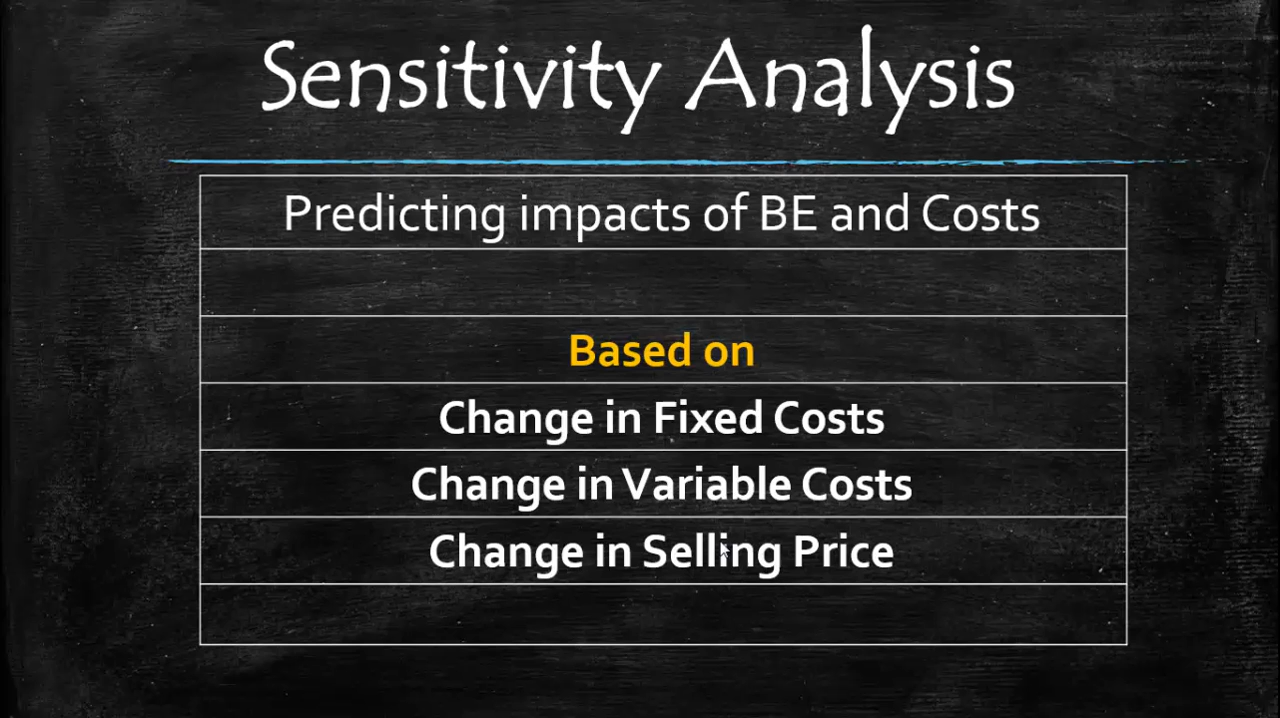 Sensitivity Analysis
Predicting impacts of BE and Costs
Based on
Change in Fixed Costs
Change in Variable Costs
Change in Selling Price